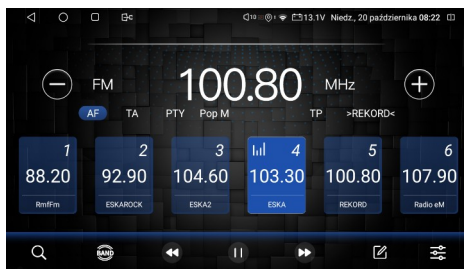 10 13.1V Niedz., 20 października 08:22
FM 100.80 MHz
AF TA PTY Pop M TP >REKORD<
1 2 3 4 5 6
88.20 92.90 104.60 103.30 100.80 107.90
RmfFm ESKAROCK ESKA2 ESKA REKORD Radio eM
BAND